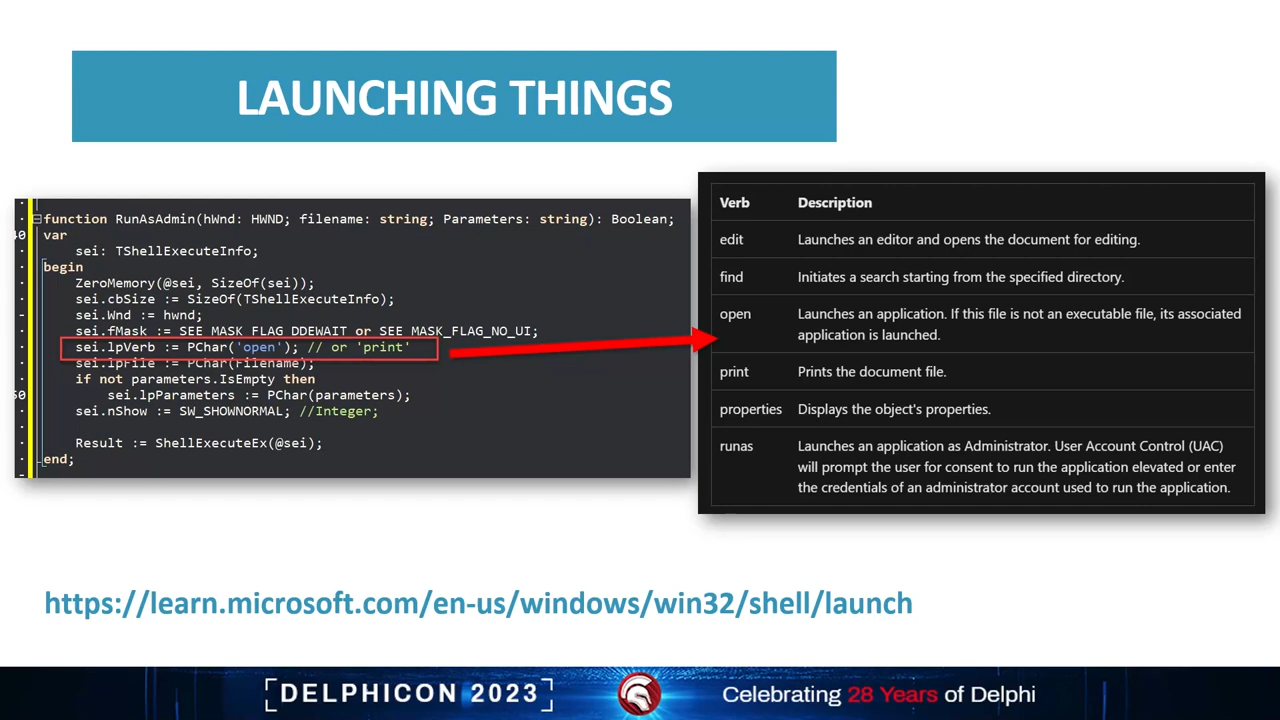 LAUNCHING THINGS
function RunAsAdmin(hWnd: HWND; filename: string; Parameters: string): Boolean;
var
sei: TShellExecuteInfo;
begin
ZeroMemory(@sei, SizeOf(sei));
sei.cbSize := SizeOf(TShellExecuteInfo);
sei.Wnd := hwnd;
sei.fMask := SEE_MASK_FLAG_DDEWAIT or SEE_MASK_FLAG_NO_UI;
sei.lpVerb := PChar('open'); // or 'print'
sei.lpFile := PChar(Filename);
if not parameters.IsEmpty then
sei.lpParameters := PChar(parameters);
sei.nShow := SW_SHOWNORMAL; //Integer;
Result := ShellExecuteEx(@sei);
end;
Verb Description
edit Launches an editor and opens the document for editing.
find Initiates a search starting from the specified directory.
open Launches an application. If this file is not an executable file, its associated
application is launched.
print Prints the document file.
properties Displays the object's properties.
runas Launches an application as Administrator. User Account Control (UAC)
will prompt the user for consent to run the application elevated or enter
the credentials of an administrator account used to run the application.
https://learn.microsoft.com/en-us/windows/win32/shell/launch
[DELPHICON 2023]
Celebrating 28 Years of Delphi